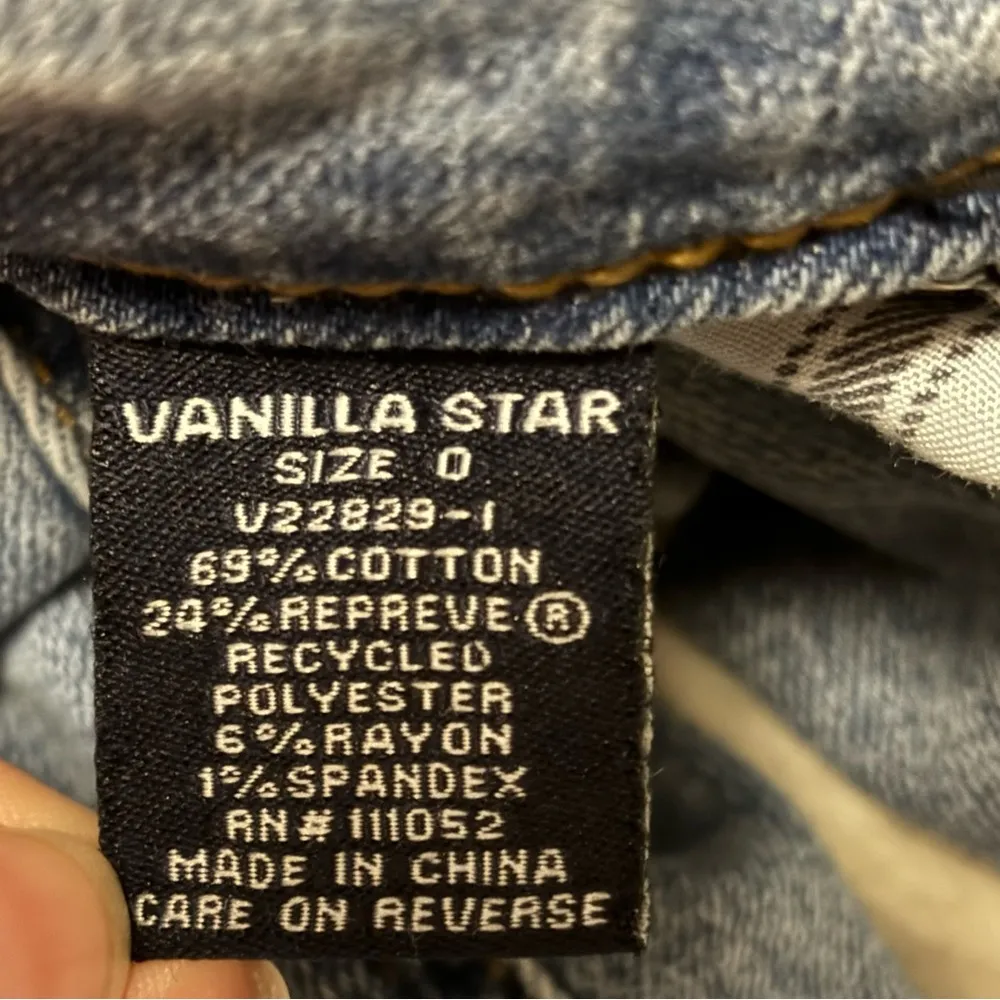 VANILLA STAR
SIZE 0
V22829-1
69% COTTON
24% REPREVE®
RECYCLED
POLYESTER
6% RAYON
1% SPANDEX
RN# 111052
MADE IN CHINA
CARE ON REVERSE